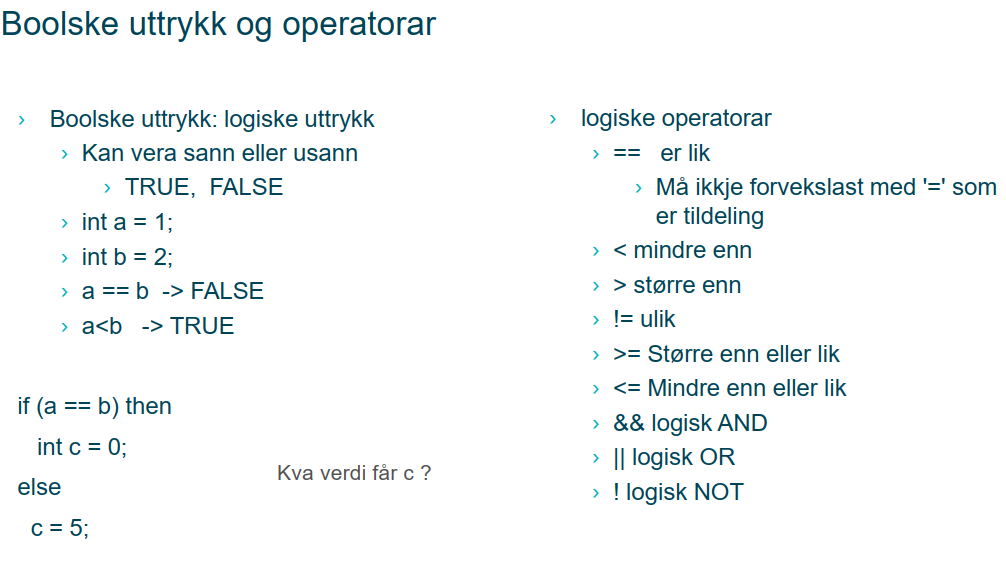 Boolske uttrykk og operatorar
› Boolske uttrykk: logiske uttrykk
› Kan vera sann eller usann
› TRUE, FALSE
› int a = 1;
› int b = 2;
› a == b -> FALSE
› a<b -> TRUE
if (a == b) then
int c = 0;
else
c = 5;
Kva verdi får c ?
› logiske operatorar
› == er lik
› Må ikkje forvekslast med '=' som
er tildeling
› < mindre enn
› > større enn
› != ulik
› >= Større enn eller lik
› <= Mindre enn eller lik
› && logisk AND
› || logisk OR
› ! logisk NOT